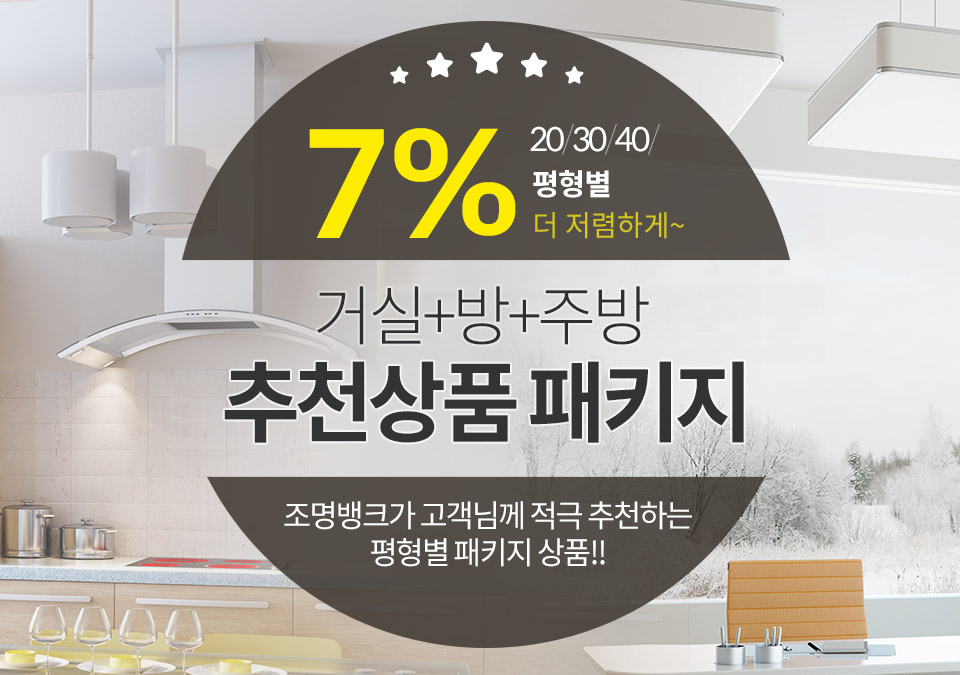 7%
20/30/40/
평형별
더 저렴하게~
거실+방+주방
추천상품 패키지
조명뱅크가 고객님께 적극 추천하는
평형별 패키지 상품!!